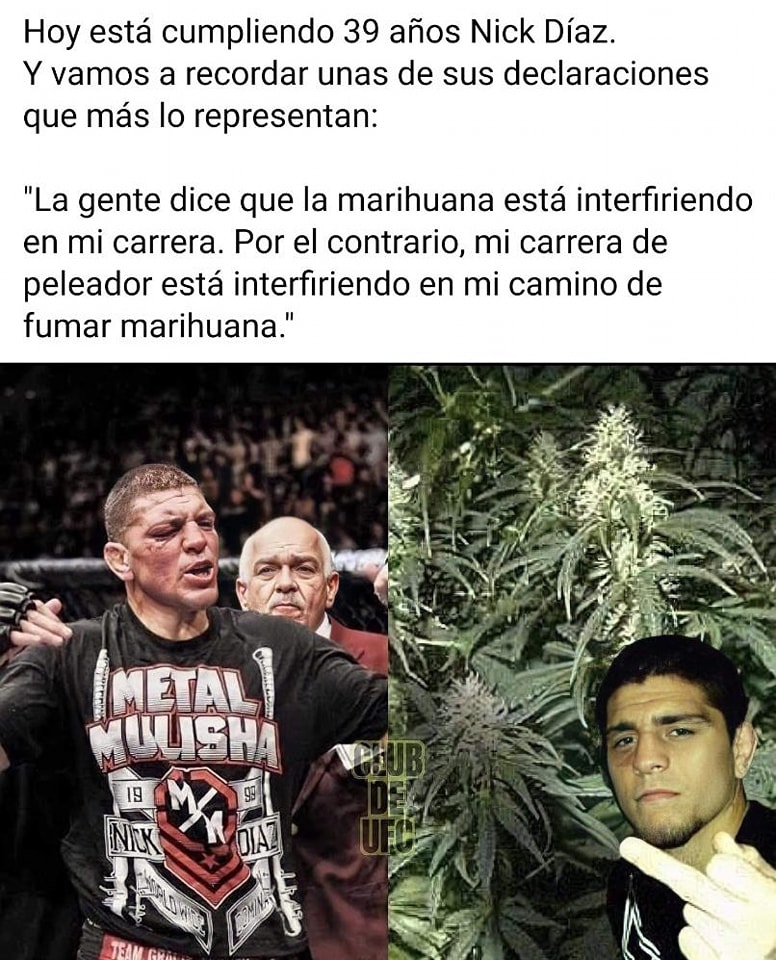 Hoy está cumpliendo 39 años Nick Díaz.
Y vamos a recordar unas de sus declaraciones
que más lo representan:
"La gente dice que la marihuana está interfiriendo
en mi carrera. Por el contrario, mi carrera de
peleador está interfiriendo en mi camino de
fumar marihuana."
METAL
MULISHA
19 99
NICK DIAZ
WORLDWIDE
CLUB
DE
UFC
TEAM